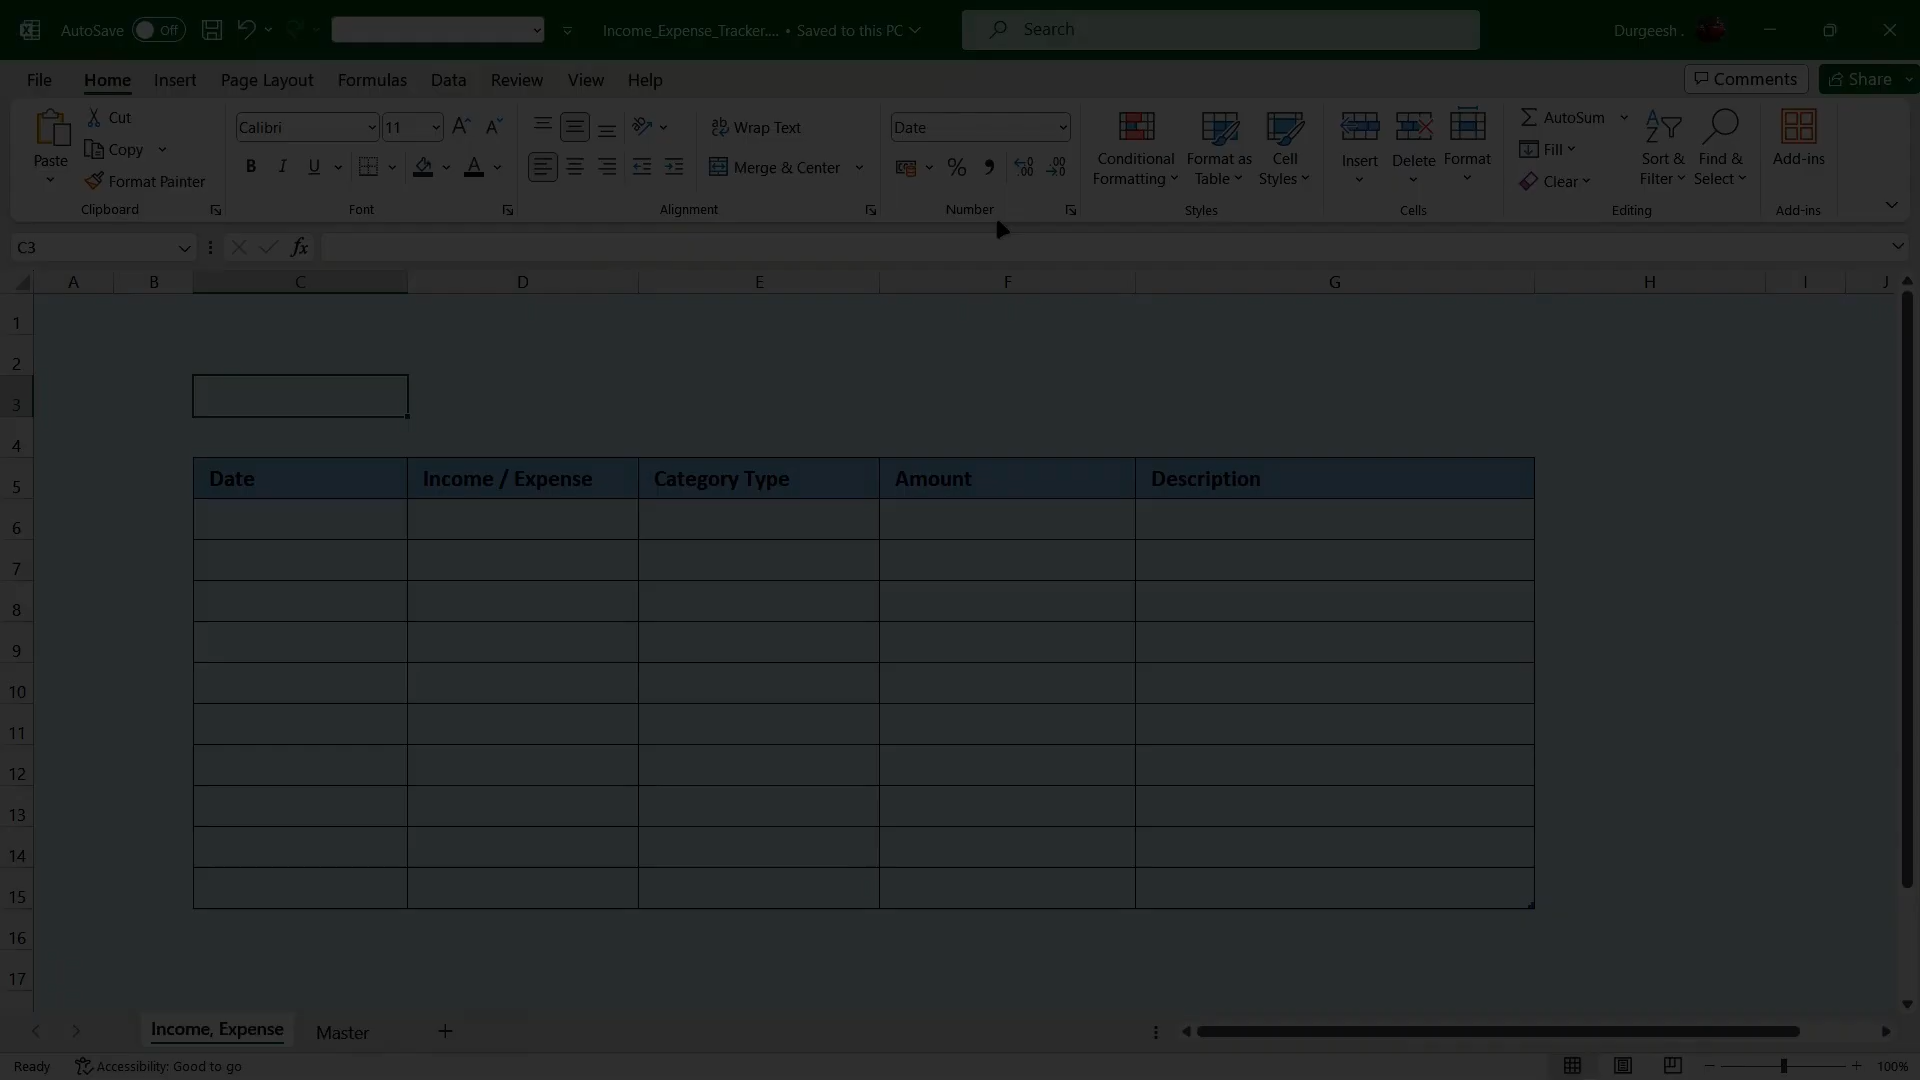 AutoSave Off Income_Expense_Tracker.... • Saved to this PC Search Durgeesh .
File Home Insert Page Layout Formulas Data Review View Help Comments Share
Paste
Cut
Copy
Format Painter
Clipboard
Calibri 11
B I U A
Font
Wrap Text
Merge & Center
Alignment
Date
% ,
Number
Conditional Formatting
Format as Table
Cell Styles
Styles
Insert Delete Format
Cells
AutoSum
Fill
Clear
Sort & Filter
Find & Select
Editing
Add-ins
Add-ins
C3 fx
A B C D E F G H I J
1
2
3
4
5 Date Income / Expense Category Type Amount Description
6
7
8
9
10
11
12
13
14
15
16
17
Income, Expense Master +
Ready Accessibility: Good to go 100%